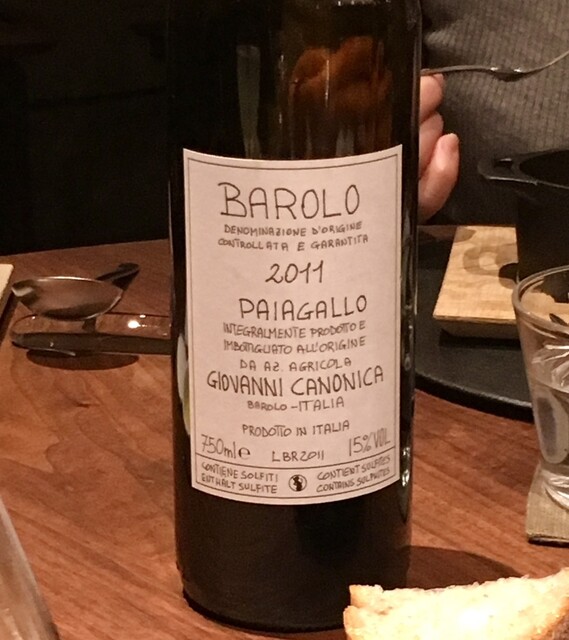 BAROLO
DENOMINAZIONE D'ORIGINE
CONTROLLATA E GARANTITA
2011
PAIAGALLO
INTEGRALMENTE PRODOTTO E
IMBOTTIGLIATO ALL'ORIGINE
DA AZ. AGRICOLA
GIOVANNI CANONICA
BAROLO - ITALIA
PRODOTTO IN ITALIA
750ml e LBR2011 15% VOL
CONTIENE SOLFITI CONTIENT SULFITES
ENTHALT SULFITE CONTAINS SULPHITES